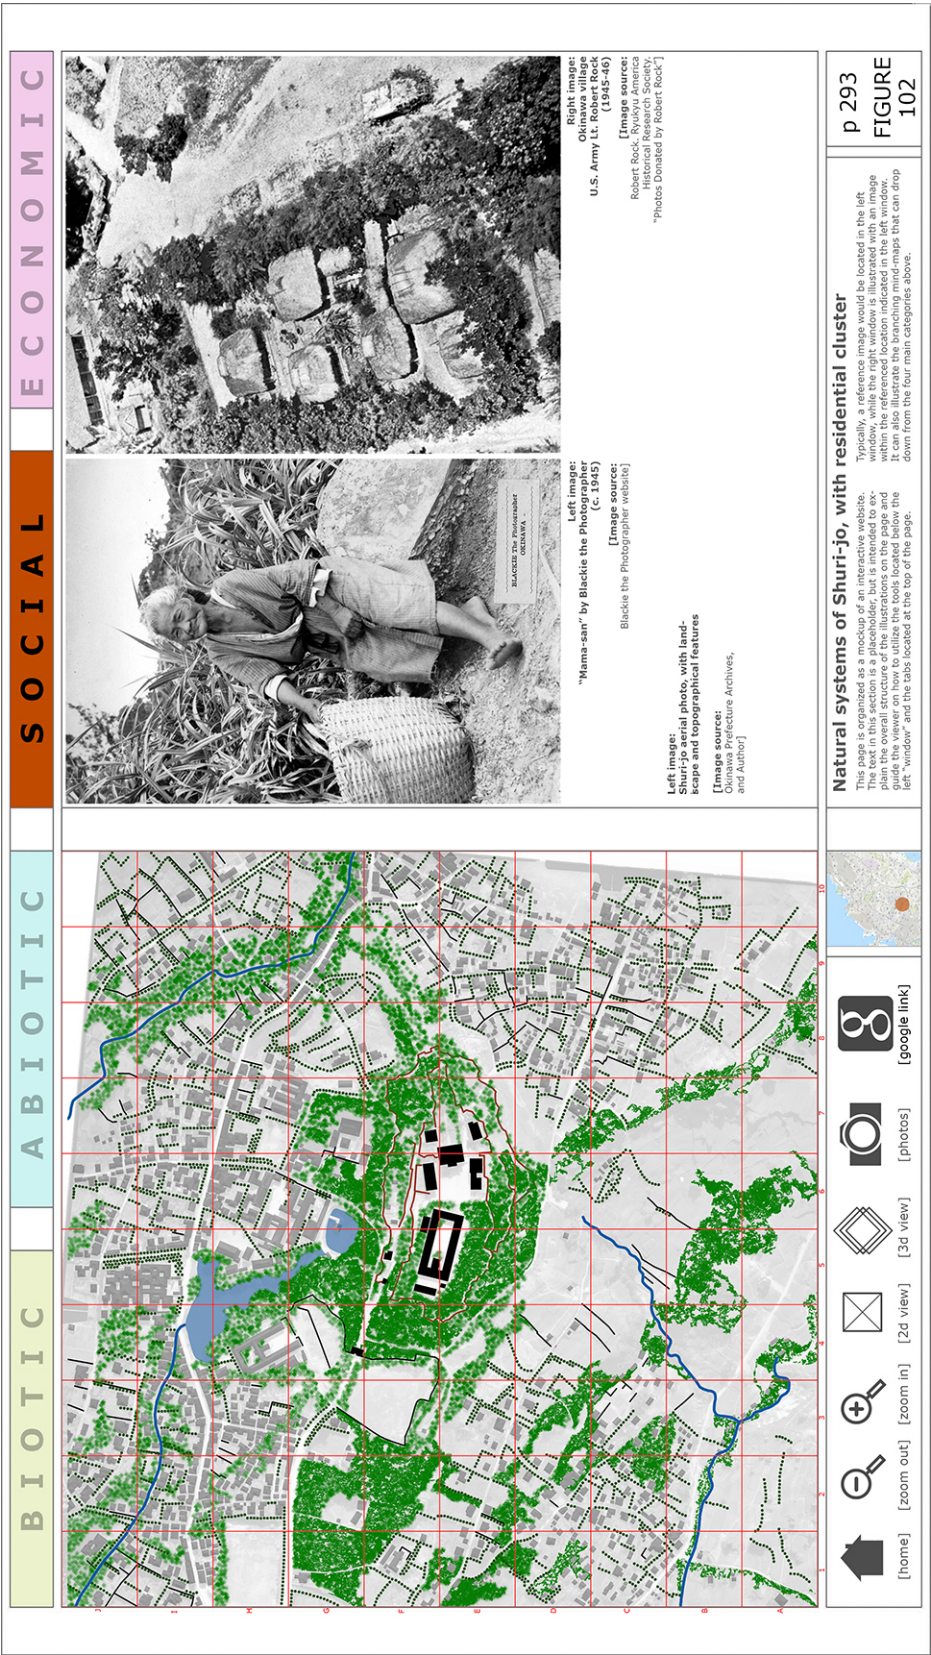 BIOTIC
ABIOTIC
SOCIAL
ECONOMIC
J
I
H
G
F
E
D
C
B
A
1
2
3
4
5
6
7
8
9
10
BLACKIE The Photographer
OKINAWA
Left image:
"Mama-san" by Blackie the Photographer
(c. 1945)
[Image source:
Blackie the Photographer website]
Right image:
Okinawa village
U.S. Army Lt. Robert Rock
(1945-46)
[Image source:
Robert Rock. Ryukyu America
Historical Research Society.
"Photos Donated by Robert Rock"]
Left image:
Shuri-jo aerial photo, with land-
scape and topographical features
[Image source:
Okinawa Prefecture Archives,
and Author]
[home]
[zoom out]
[zoom in]
[2d view]
[3d view]
[photos]
g
[google link]
Natural systems of Shuri-jo, with residential cluster
This page is organized as a mockup of an interactive website.
The text in this section is a placeholder, but is intended to ex-
plain the overall structure of the illustrations on the page and
guide the viewer on how to utilize the tools located below the
left "window" and the tabs located at the top of the page.
Typically, a reference image would be located in the left
window, while the right window is illustrated with an image
within the referenced location indicated in the left window.
It can also illustrate the branching mind-maps that can drop
down from the four main categories above.
p 293
FIGURE
102